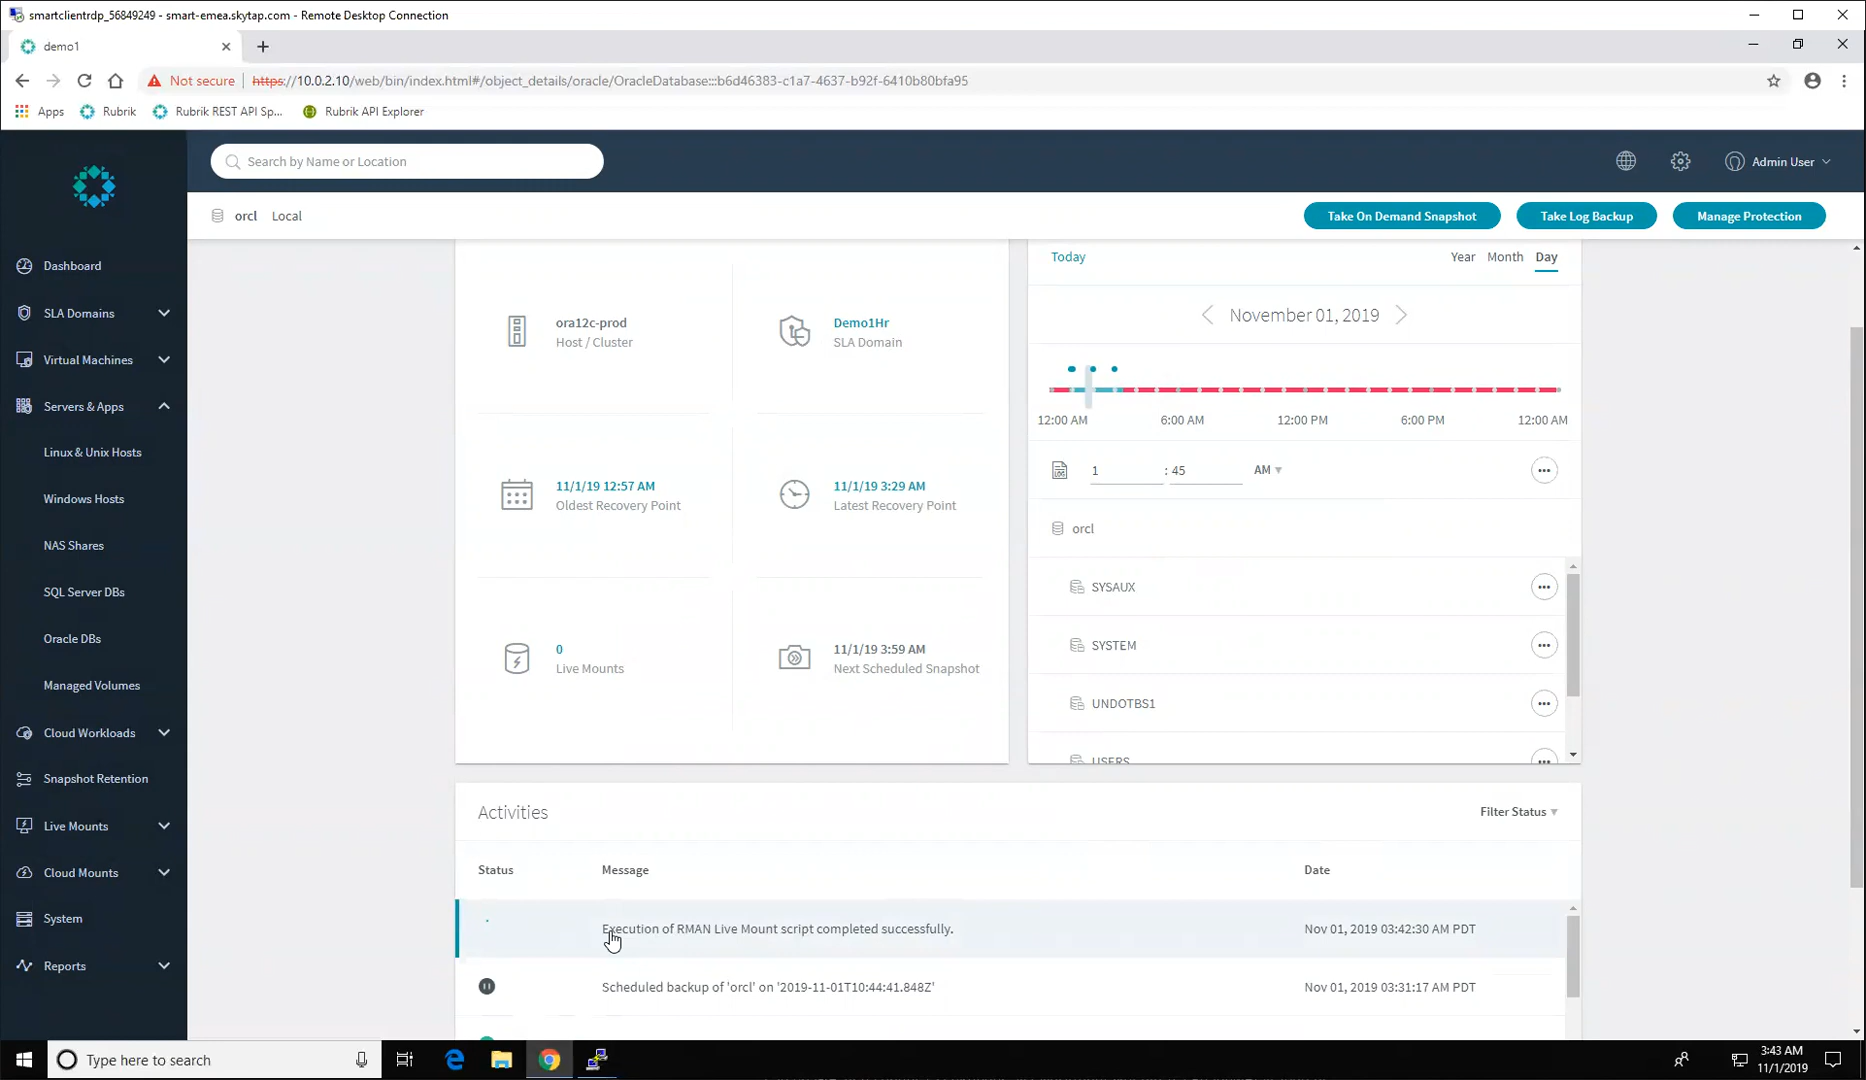 smartclientrdp_56849249 - smart-emea.skytap.com - Remote Desktop Connection
demo1
Not secure https://10.0.2.10/web/bin/index.html#/object_details/oracle/OracleDatabase:::b6d46383-c1a7-4637-b92f-6410b80bfa95
Apps Rubrik Rubrik REST API Sp... Rubrik API Explorer
Search by Name or Location
Admin User
orcl Local
Take On Demand Snapshot Take Log Backup Manage Protection
Dashboard
SLA Domains
Virtual Machines
Servers & Apps
Linux & Unix Hosts
Windows Hosts
NAS Shares
SQL Server DBs
Oracle DBs
Managed Volumes
Cloud Workloads
Snapshot Retention
Live Mounts
Cloud Mounts
System
Reports
ora12c-prod
Host / Cluster
Demo1Hr
SLA Domain
11/1/19 12:57 AM
Oldest Recovery Point
11/1/19 3:29 AM
Latest Recovery Point
0
Live Mounts
11/1/19 3:59 AM
Next Scheduled Snapshot
Today Year Month Day
November 01, 2019
12:00 AM 6:00 AM 12:00 PM 6:00 PM 12:00 AM
LOG 1 : 45 AM
orcl
SYSAUX
SYSTEM
UNDOTBS1
USERS
Activities Filter Status
Status Message Date
Execution of RMAN Live Mount script completed successfully. Nov 01, 2019 03:42:30 AM PDT
Scheduled backup of 'orcl' on '2019-11-01T10:44:41.848Z' Nov 01, 2019 03:31:17 AM PDT
Type here to search
3:43 AM
11/1/2019